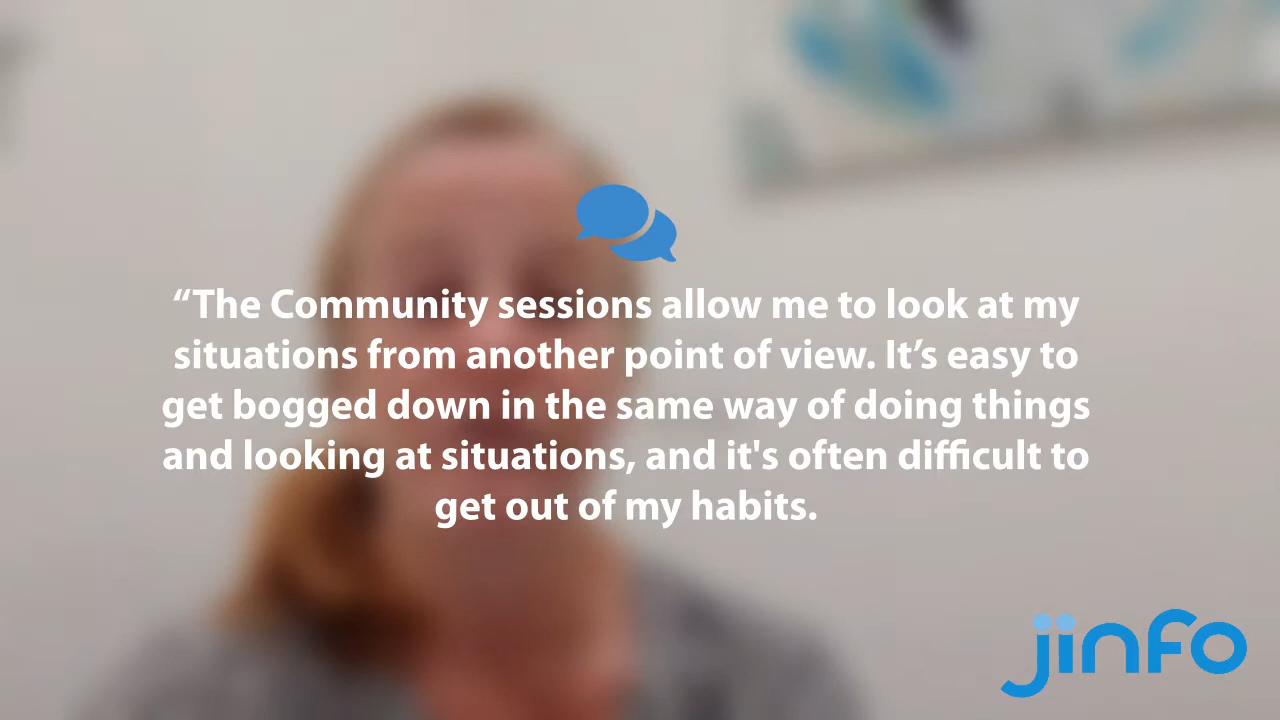 “The Community sessions allow me to look at my
situations from another point of view. It’s easy to
get bogged down in the same way of doing things
and looking at situations, and it's often difficult to
get out of my habits.
jinfo